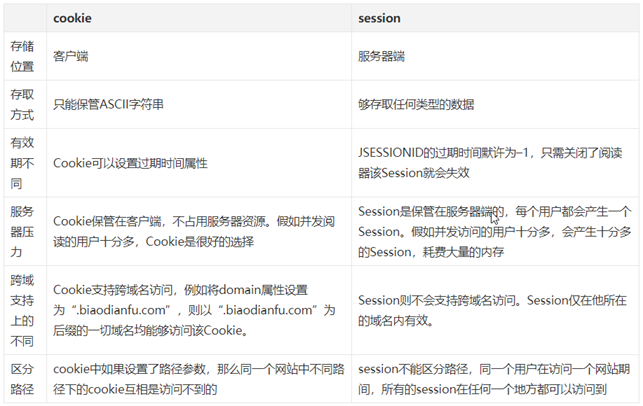 cookie session
存储
位置
客户端
服务器端
存取
方式
只能保管ASCII字符串
够存取任何类型的数据
有效
期不
同
Cookie可以设置过期时间属性
JSESSIONID的过期时间默许为–1，只需关闭了阅读
器该Session就会失效
服务
器压
力
Cookie保管在客户端，不占用服务器资源。假如并发阅
读的用户十分多，Cookie是很好的选择
Session是保管在服务器端的，每个用户都会产生一个
Session。假如并发访问的用户十分多，会产生十分多
的Session，耗费大量的内存
跨域
支持
上的
不同
Cookie支持跨域名访问，例如将domain属性设置
为“.biaodianfu.com”，则以“.biaodianfu.com”为
后缀的一切域名均能够访问该Cookie。
Session则不会支持跨域名访问。Session仅在他所在
的域名内有效。
区分
路径
cookie中如果设置了路径参数，那么同一个网站中不同路
径下的cookie互相是访问不到的
session不能区分路径，同一个用户在访问一个网站期
间，所有的session在任何一个地方都可以访问到